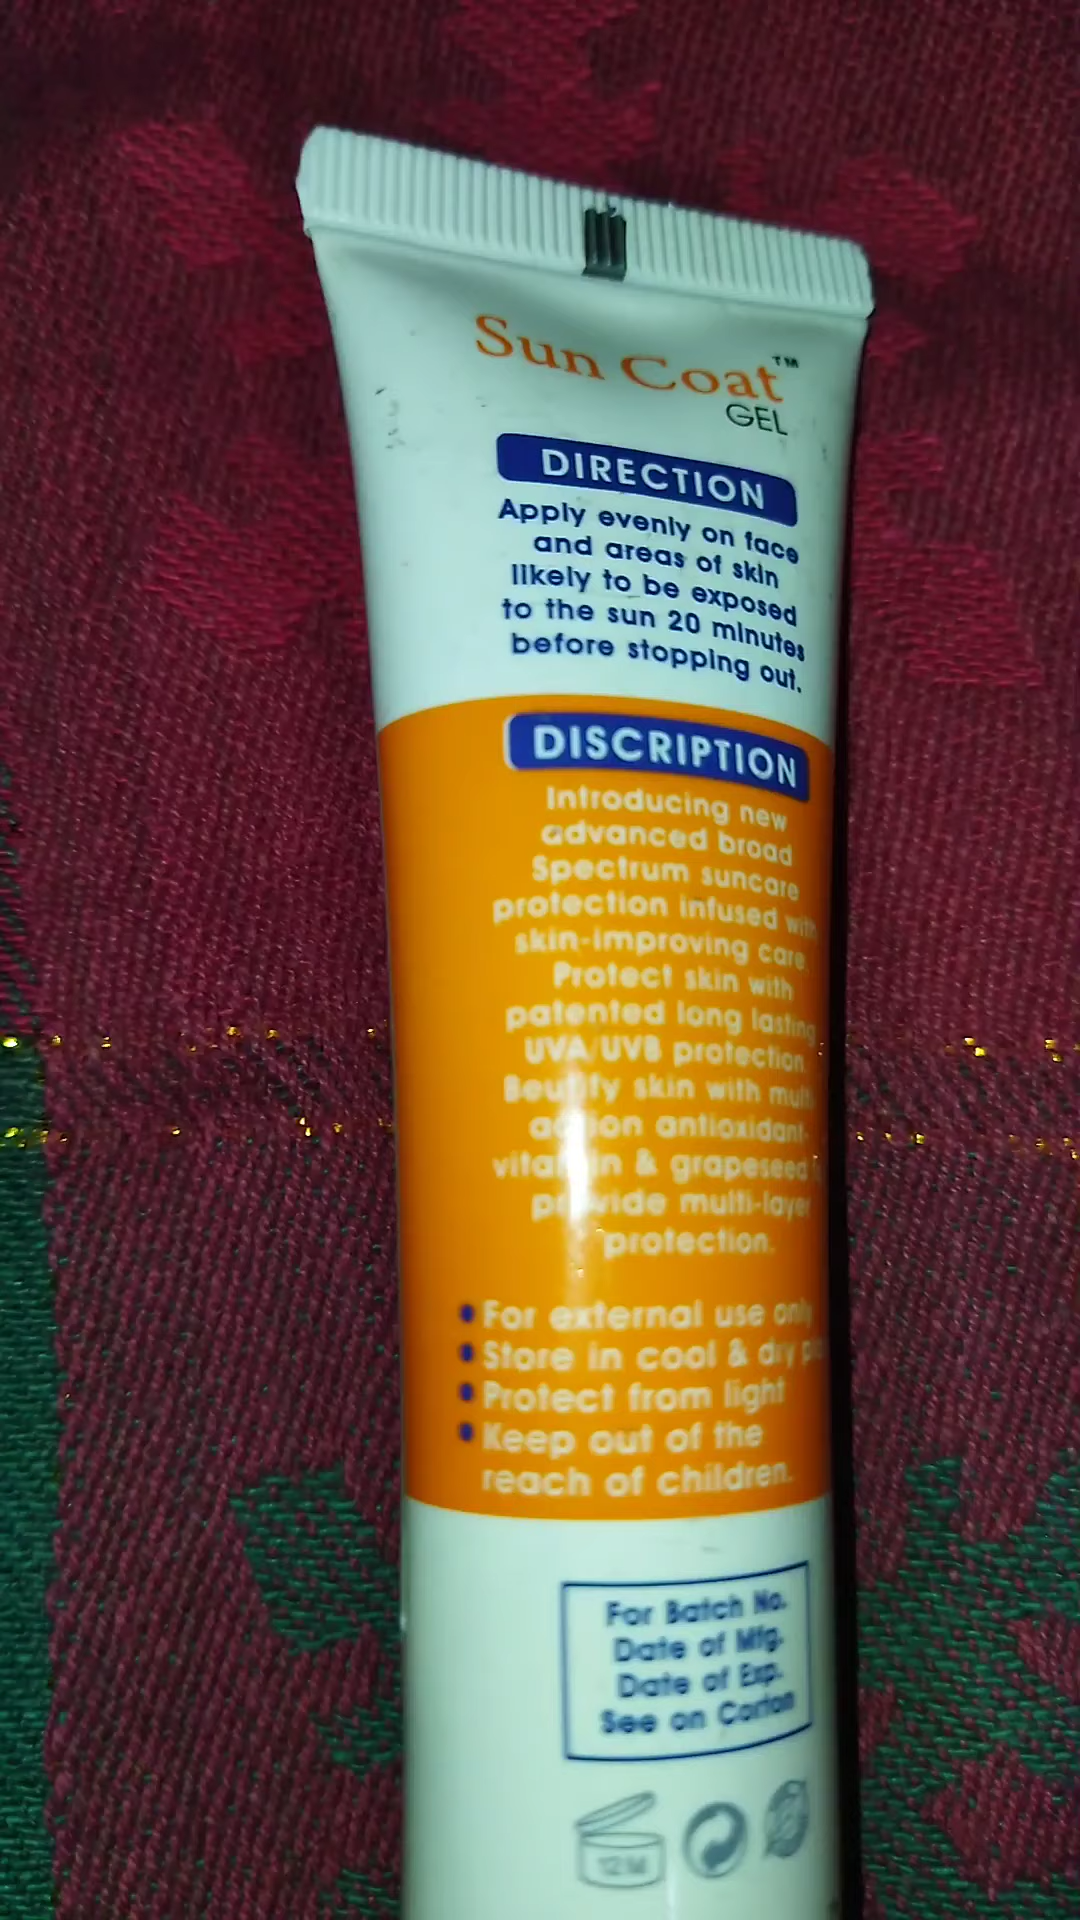 Sun Coat™
GEL
DIRECTION
Apply evenly on face
and areas of skin
likely to be exposed
to the sun 20 minutes
before stopping out.
DISCRIPTION
Introducing new
advanced broad
Spectrum suncare
protection infused with
skin-improving care.
Protect skin with
patented long lasting
UVA/UVB protection.
skin with
antioxidant-
& grapeseed
provide multi-layer
protection.
For external use only
Store in cool & dry
Protect from light
Keep out of the
reach of children.
For Batch No.
Date of Mfg.
Date of Exp.
See on Corton
12M